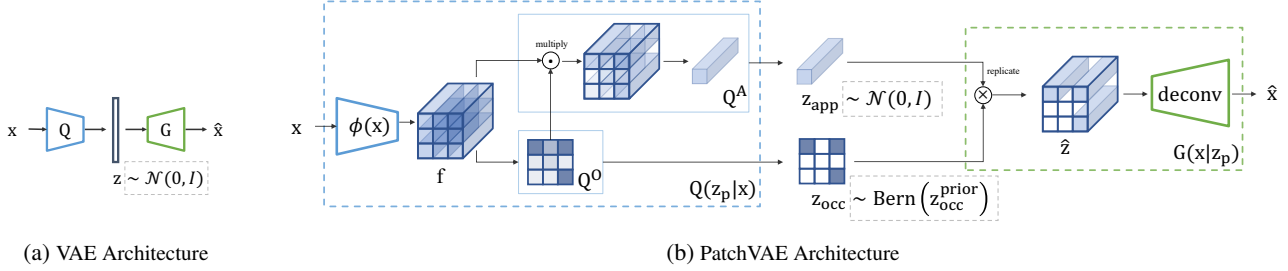 x Q G x̂
z ~ 𝒩(0, I)
(a) VAE Architecture
x ϕ(x) f
multiply
Q^A
Q^O
Q(z_p|x)
z_app ~ 𝒩(0, I)
z_occ ~ Bern(z_occ^prior)
replicate
ẑ
deconv x̂
G(x|z_p)
(b) PatchVAE Architecture